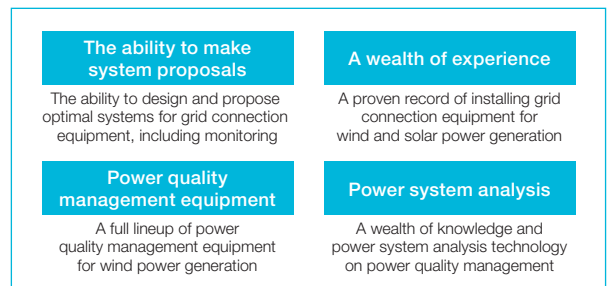 The ability to make
system proposals
The ability to design and propose
optimal systems for grid connection
equipment, including monitoring
A wealth of experience
A proven record of installing grid
connection equipment for
wind and solar power generation
Power quality
management equipment
A full lineup of power
quality management equipment
for wind power generation
Power system analysis
A wealth of knowledge and
power system analysis technology
on power quality management